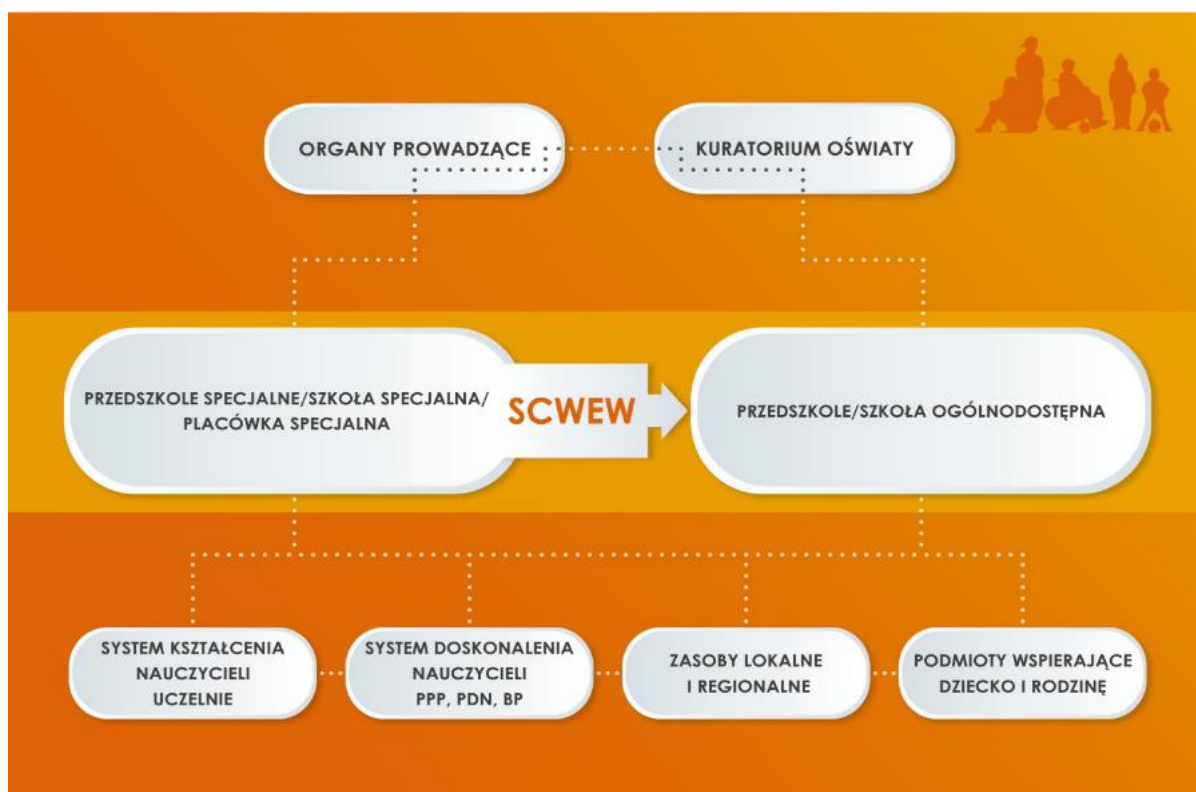 ORGANY PROWADZĄCE
KURATORIUM OŚWIATY
PRZEDSZKOLE SPECJALNE/SZKOŁA SPECJALNA/
PLACÓWKA SPECJALNA
SCWEW
PRZEDSZKOLE/SZKOŁA OGÓLNODOSTĘPNA
SYSTEM KSZTAŁCENIA
NAUCZYCIELI
UCZELNIE
SYSTEM DOSKONALENIA
NAUCZYCIELI
PPP, PDN, BP
ZASOBY LOKALNE
I REGIONALNE
PODMIOTY WSPIERAJĄCE
DZIECKO I RODZINĘ